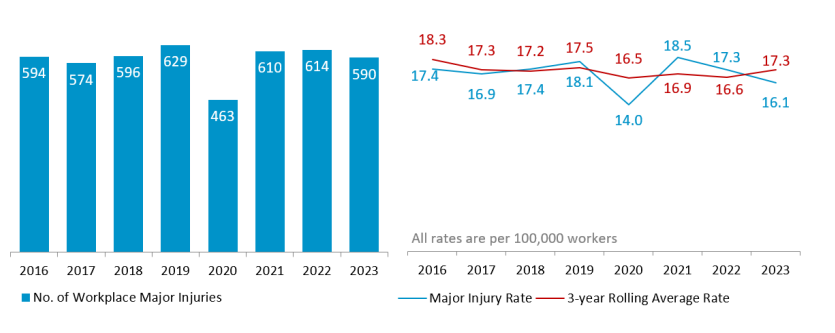 594
574
596
629
463
610
614
590
2016 2017 2018 2019 2020 2021 2022 2023
No. of Workplace Major Injuries
18.3 17.3 17.2 17.5 16.5 18.5 17.3 17.3
17.4 16.9 17.4 18.1 14.0 16.9 16.6 16.1
All rates are per 100,000 workers
2016 2017 2018 2019 2020 2021 2022 2023
Major Injury Rate 3-year Rolling Average Rate